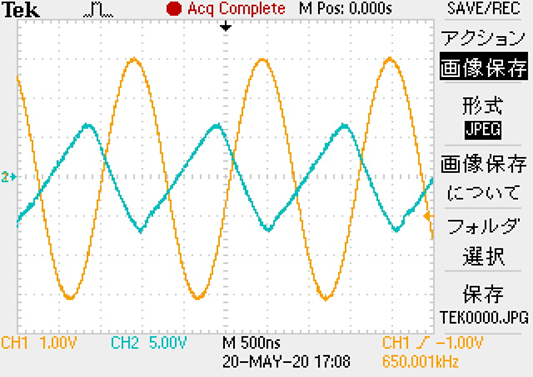 Tek
Acq Complete
M Pos: 0.000s
SAVE/REC
アクション
画像保存
形式
JPEG
画像保存
について
フォルダ
選択
保存
TEK0000.JPG
2
CH1 1.00V
CH2 5.00V
M 500ns
CH1 -1.00V
20-MAY-20 17:08
650.001kHz